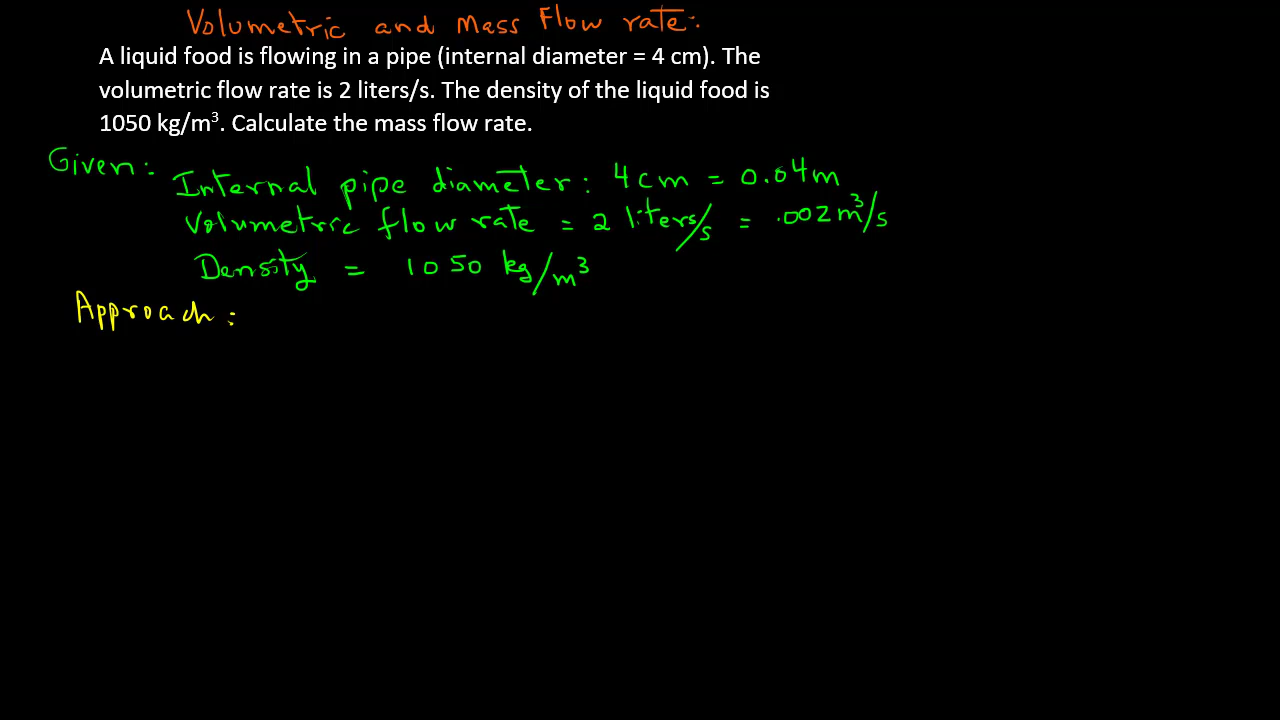 Volumetric and Mass Flow rate:
A liquid food is flowing in a pipe (internal diameter = 4 cm). The
volumetric flow rate is 2 liters/s. The density of the liquid food is
1050 kg/m³. Calculate the mass flow rate.
Given:
Internal pipe diameter: 4cm = 0.04m
Volumetric flow rate = 2 liters/s = .002 m³/s
Density = 1050 kg/m³
Approach: